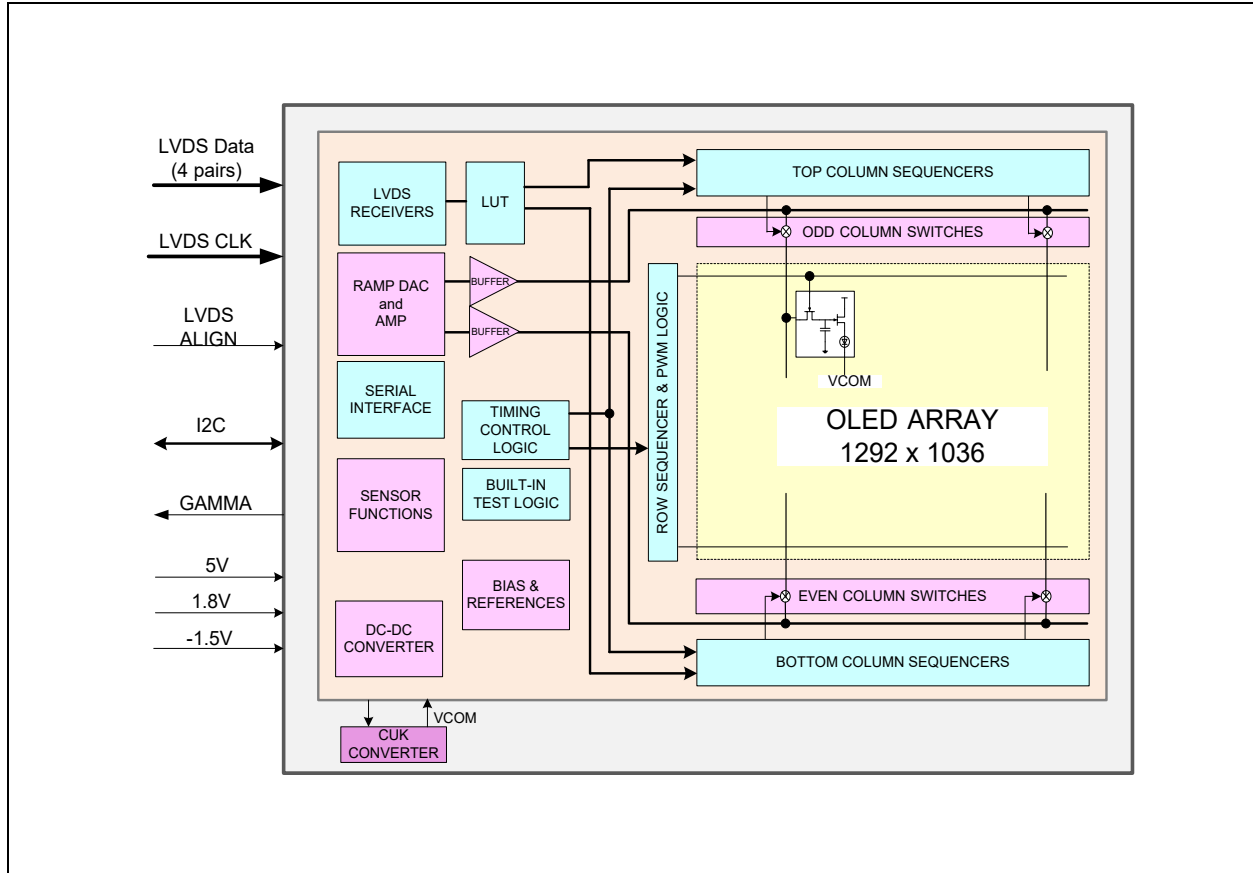 LVDS Data
(4 pairs)
LVDS CLK
LVDS
ALIGN
I2C
GAMMA
5V
1.8V
-1.5V
LVDS
RECEIVERS
LUT
RAMP DAC
and
AMP
BUFFER
BUFFER
SERIAL
INTERFACE
TIMING
CONTROL
LOGIC
SENSOR
FUNCTIONS
BUILT-IN
TEST LOGIC
BIAS &
REFERENCES
DC-DC
CONVERTER
VCOM
CUK
CONVERTER
ROW SEQUENCER & PWM LOGIC
TOP COLUMN SEQUENCERS
ODD COLUMN SWITCHES
VCOM
OLED ARRAY
1292 x 1036
EVEN COLUMN SWITCHES
BOTTOM COLUMN SEQUENCERS